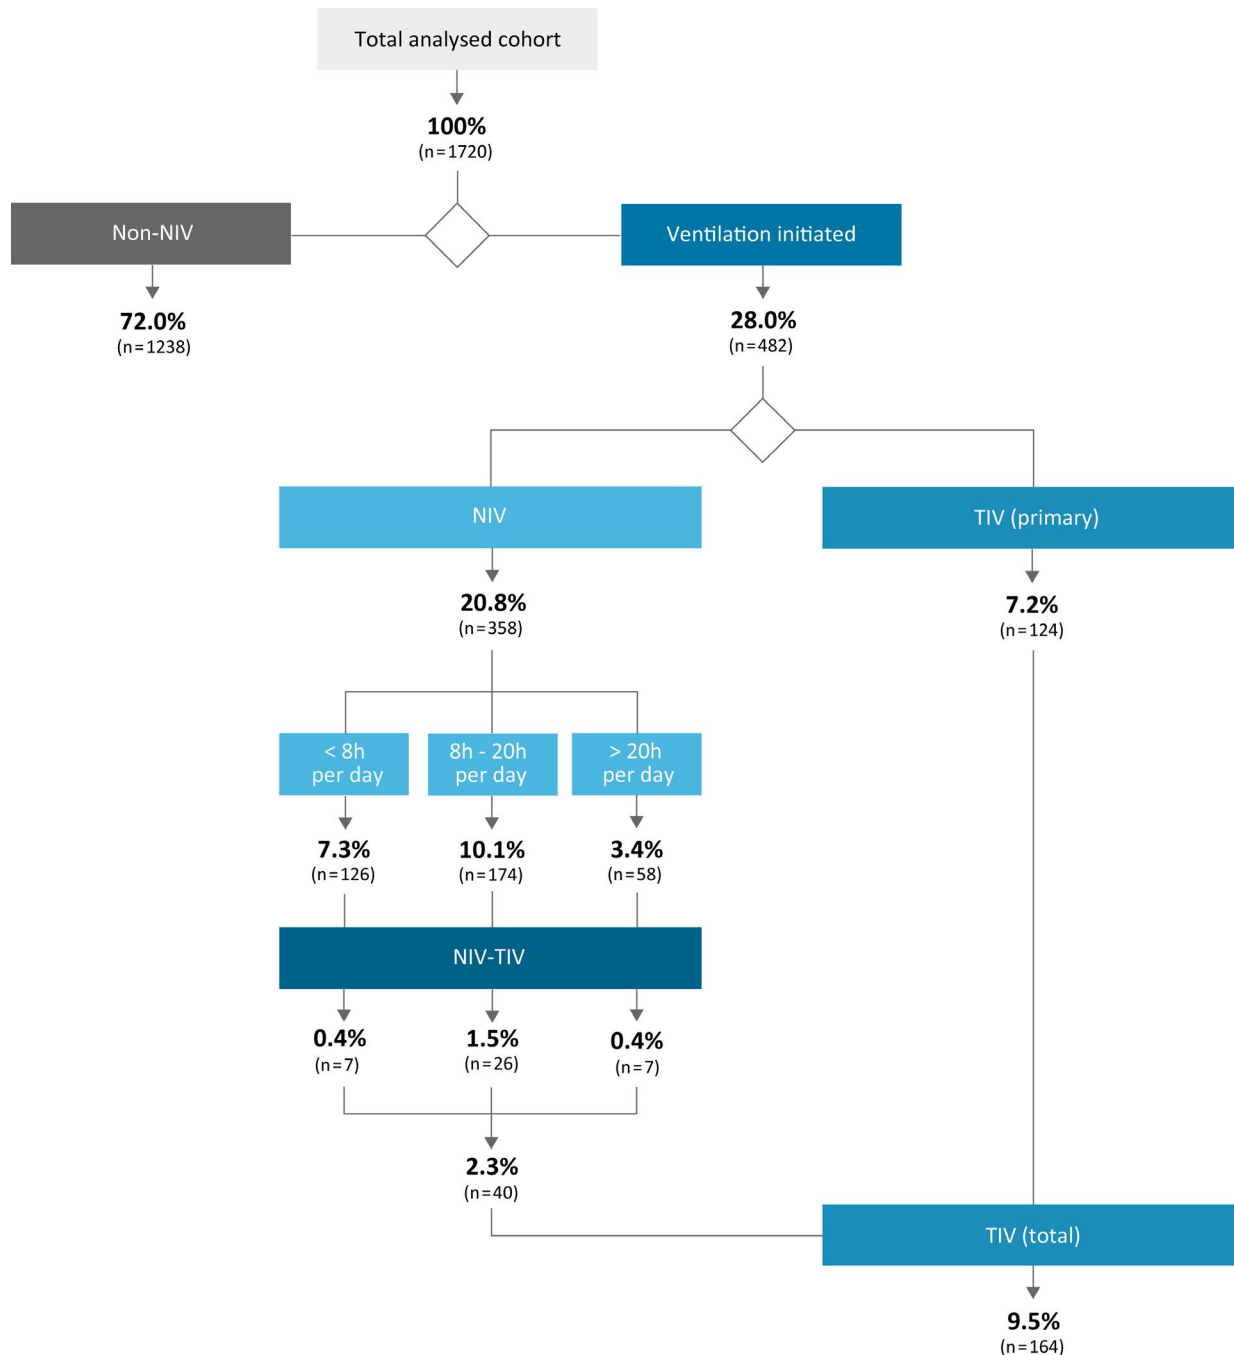 Total analysed cohort
100%
(n=1720)
Non-NIV
Ventilation initiated
72.0%
(n=1238)
28.0%
(n=482)
NIV
TIV (primary)
20.8%
(n=358)
7.2%
(n=124)
< 8h
per day
8h - 20h
per day
> 20h
per day
7.3%
(n=126)
10.1%
(n=174)
3.4%
(n=58)
NIV-TIV
0.4%
(n=7)
1.5%
(n=26)
0.4%
(n=7)
2.3%
(n=40)
TIV (total)
9.5%
(n=164)